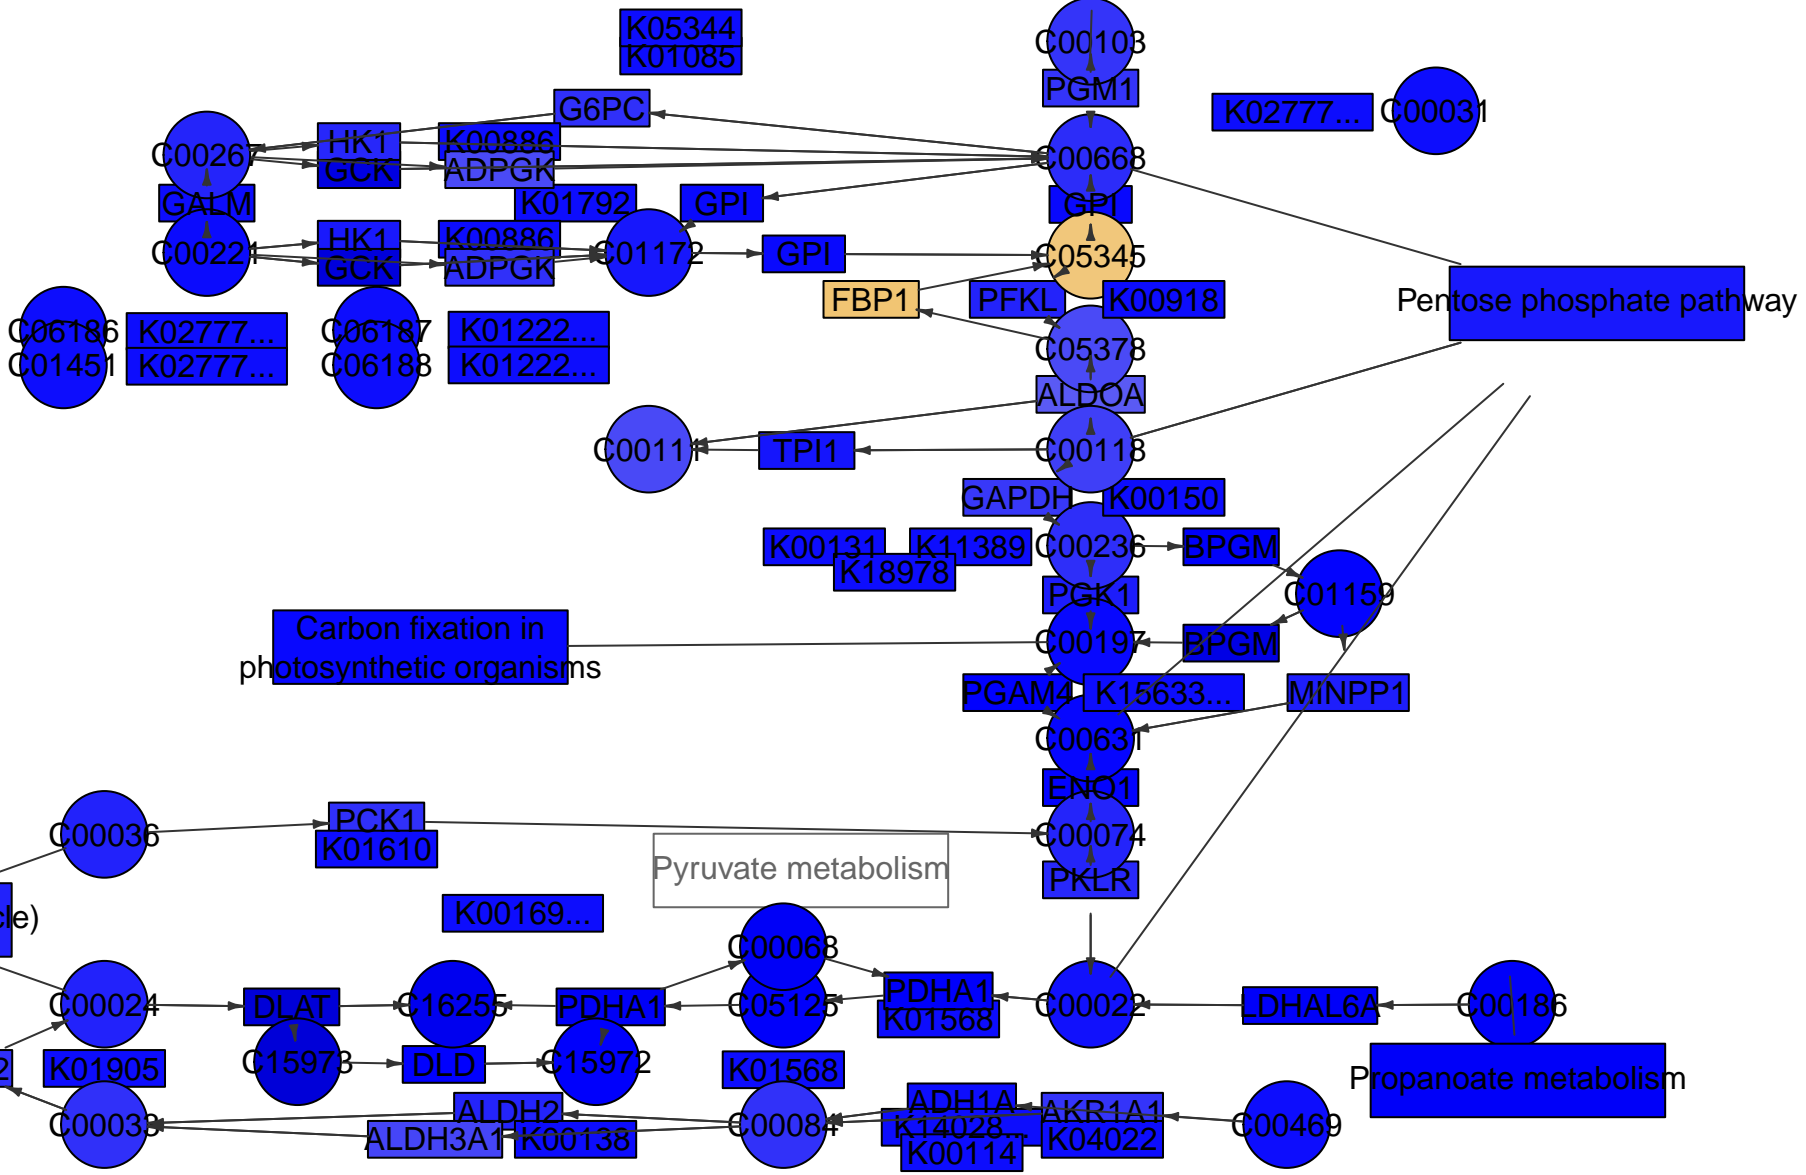 K05344
K01085
C00103
PGM1
K02777...
C00031
G6PC
C00267
HK1
K00886
GCK
ADPGK
C00668
GALM
K01792
GPI
GPI
C00221
HK1
K00886
GCK
ADPGK
C01172
GPI
C05345
FBP1
PFKL
K00918
Pentose phosphate pathway
C06186
K02777...
C06187
K01222...
C01451
K02777...
C06188
K01222...
C05378
ALDOA
C00111
TPI1
C00118
GAPDH
K00150
K00131
K11389
C00236
BPGM
K18978
PGK1
C01159
Carbon fixation in
photosynthetic organisms
C00197
BPGM
PGAM4
K15633...
MINPP1
C00631
ENO1
C00036
PCK1
K01610
C00074
Pyruvate metabolism
PKLR
cle)
K00169...
C00068
C00024
DLAT
C16255
PDHA1
C05125
PDHA1
K01568
C00022
LDHAL6A
C00186
2
K01905
C15973
DLD
C15972
K01568
Propanoate metabolism
C00033
ALDH2
ALDH3A1
K00138
C00084
ADH1A
K14028...
K00114
AKR1A1
K04022
C00469